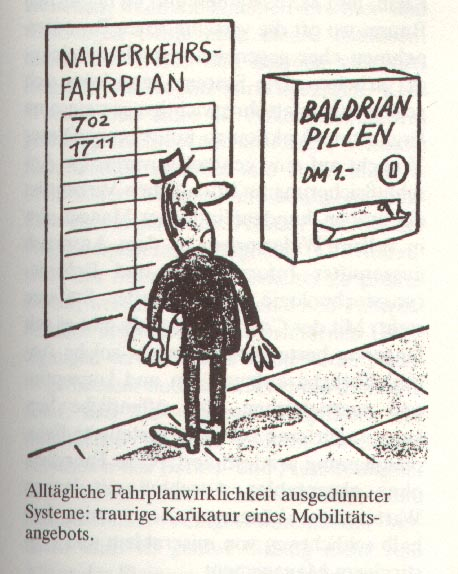 NAHVERKEHRS-
FAHRPLAN
702
1711
BALDRIAN
PILLEN
DM 1.-
Alltägliche Fahrplanwirklichkeit ausgedünnter
Systeme: traurige Karikatur eines Mobilitäts-
angebots.